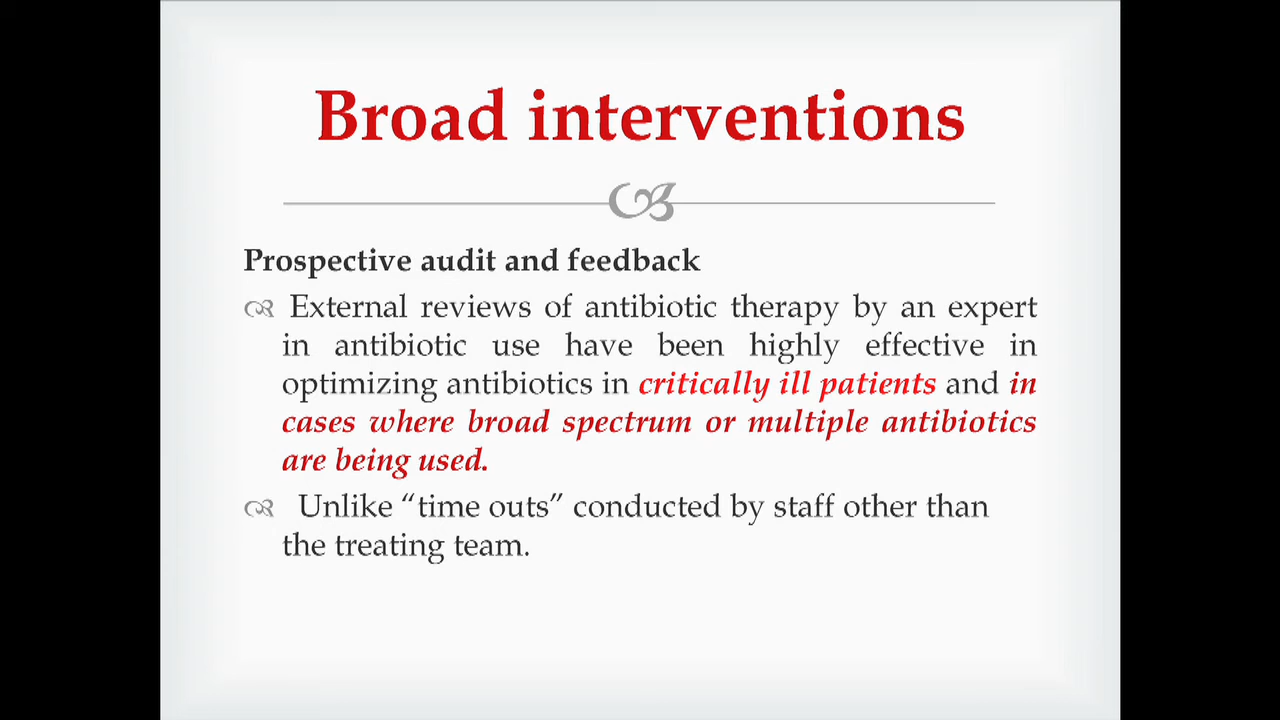 Broad interventions
Prospective audit and feedback
External reviews of antibiotic therapy by an expert
in antibiotic use have been highly effective in
optimizing antibiotics in critically ill patients and in
cases where broad spectrum or multiple antibiotics
are being used.
Unlike “time outs” conducted by staff other than
the treating team.